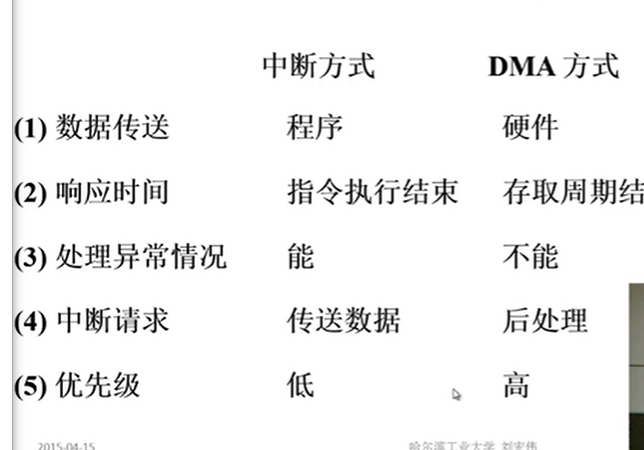 中断方式 DMA 方式
(1) 数据传送 程序 硬件
(2) 响应时间 指令执行结束 存取周期结
(3) 处理异常情况 能 不能
(4) 中断请求 传送数据 后处理
(5) 优先级 低 高
2015-04-15 哈尔滨工业大学 刘宏伟